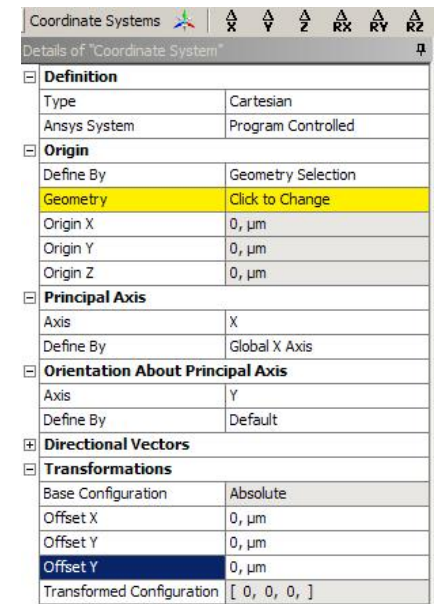 Coordinate Systems X Y Z RX RY RZ
Details of "Coordinate System"
Definition
Type Cartesian
Ansys System Program Controlled
Origin
Define By Geometry Selection
Geometry Click to Change
Origin X 0, µm
Origin Y 0, µm
Origin Z 0, µm
Principal Axis
Axis X
Define By Global X Axis
Orientation About Principal Axis
Axis Y
Define By Default
Directional Vectors
Transformations
Base Configuration Absolute
Offset X 0, µm
Offset Y 0, µm
Offset Y 0, µm
Transformed Configuration [ 0, 0, 0, ]